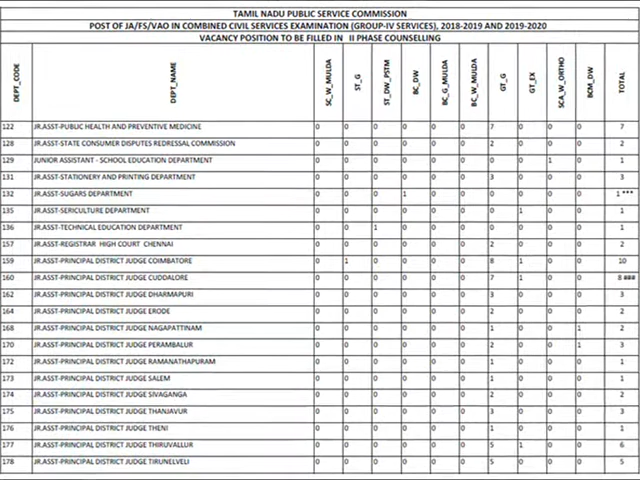 TAMIL NADU PUBLIC SERVICE COMMISSION
POST OF JA/FS/VAO IN COMBINED CIVIL SERVICES EXAMINATION (GROUP-IV SERVICES), 2018-2019 AND 2019-2020
VACANCY POSITION TO BE FILLED IN II PHASE COUNSELLING
DEPT_CODE DEPT_NAME SC_W_MULDA ST_G ST_DW_PSTM BC_DW BC_G_MULDA BC_W_MULDA GT_G GT_EX SCA_W_ORTHO BCM_DW TOTAL
122 JR.ASST-PUBLIC HEALTH AND PREVENTIVE MEDICINE 0 0 0 0 0 0 7 0 0 0 7
128 JR.ASST-STATE CONSUMER DISPUTES REDRESSAL COMMISSION 0 0 0 0 0 0 2 0 0 0 2
129 JUNIOR ASSISTANT - SCHOOL EDUCATION DEPARTMENT 0 0 0 0 0 0 0 0 1 0 1
131 JR.ASST-STATIONERY AND PRINTING DEPARTMENT 0 0 0 0 0 0 3 0 0 0 3
132 JR.ASST-SUGARS DEPARTMENT 0 0 0 1 0 0 0 0 0 0 1 ***
135 JR.ASST-SERICULTURE DEPARTMENT 0 0 0 0 0 0 0 1 0 0 1
136 JR.ASST-TECHNICAL EDUCATION DEPARTMENT 0 0 1 0 0 0 0 0 0 0 1
157 JR.ASST-REGISTRAR HIGH COURT CHENNAI 0 0 0 0 0 0 2 0 0 0 2
159 JR.ASST-PRINCIPAL DISTRICT JUDGE COIMBATORE 0 1 0 0 0 0 8 1 0 0 10
160 JR.ASST-PRINCIPAL DISTRICT JUDGE CUDDALORE 0 0 0 0 0 0 7 1 0 0 8 ###
162 JR.ASST-PRINCIPAL DISTRICT JUDGE DHARMAPURI 0 0 0 0 0 0 3 0 0 0 3
164 JR.ASST-PRINCIPAL DISTRICT JUDGE ERODE 0 0 0 0 0 0 2 0 0 0 2
168 JR.ASST-PRINCIPAL DISTRICT JUDGE NAGAPATTINAM 0 0 0 0 0 0 1 0 0 1 2
170 JR.ASST-PRINCIPAL DISTRICT JUDGE PERAMBALUR 0 0 0 0 0 0 2 0 0 1 3
172 JR.ASST-PRINCIPAL DISTRICT JUDGE RAMANATHAPURAM 0 0 0 0 0 0 1 0 0 0 1
173 JR.ASST-PRINCIPAL DISTRICT JUDGE SALEM 0 0 0 0 0 0 1 0 0 0 1
174 JR.ASST-PRINCIPAL DISTRICT JUDGE SIVAGANGA 0 0 0 0 0 0 2 0 0 0 2
175 JR.ASST-PRINCIPAL DISTRICT JUDGE THANJAVUR 0 0 0 0 0 0 3 0 0 0 3
176 JR.ASST-PRINCIPAL DISTRICT JUDGE THENI 0 0 0 0 0 0 1 0 0 0 1
177 JR.ASST-PRINCIPAL DISTRICT JUDGE THIRUVALLUR 0 0 0 0 0 0 5 1 0 0 6
178 JR.ASST-PRINCIPAL DISTRICT JUDGE TIRUNELVELI 0 0 0 0 0 0 5 0 0 0 5